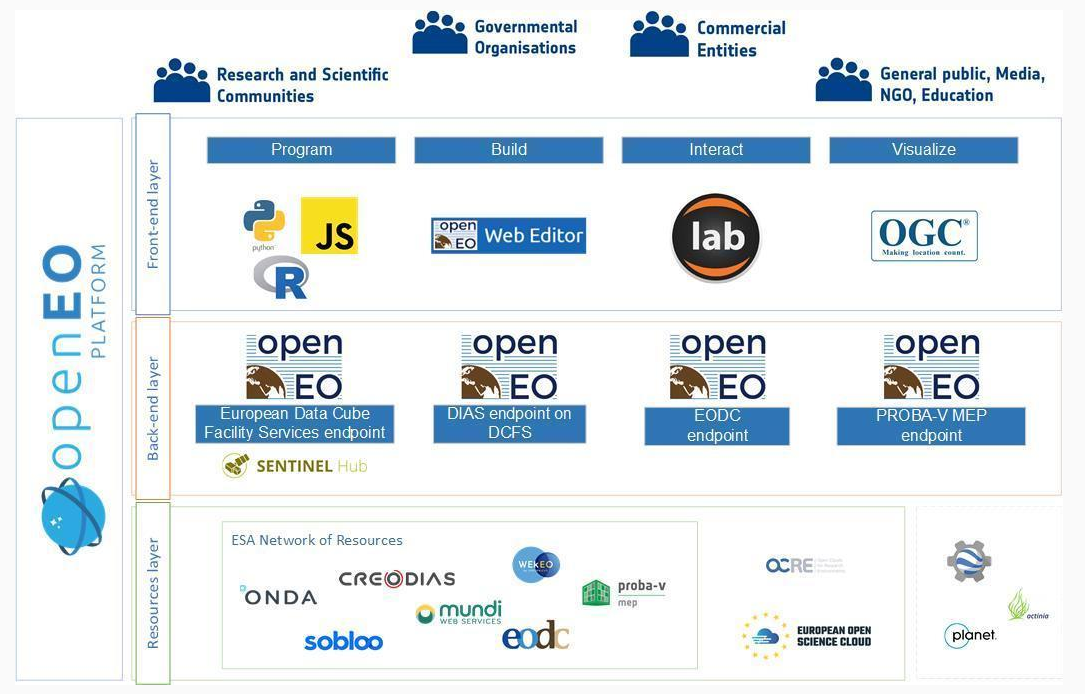 Governmental
Organisations
Commercial
Entities
Research and Scientific
Communities
General public, Media,
NGO, Education
openEO
PLATFORM
Front-end layer
Program
Build
Interact
Visualize
python
JS
R
open
EO
Web Editor
lab
OGC®
Making location count.
Back-end layer
open
EO
European Data Cube
Facility Services endpoint
SENTINEL Hub
open
EO
DIAS endpoint on
DCFS
open
EO
EODC
endpoint
open
EO
PROBA-V MEP
endpoint
Resources layer
ESA Network of Resources
ONDA
CREODIAS
WEkEO
mundi
WEB SERVICES
proba-v
mep
sobloo
eodc
OCRE
EUROPEAN OPEN
SCIENCE CLOUD
actinia
planet.